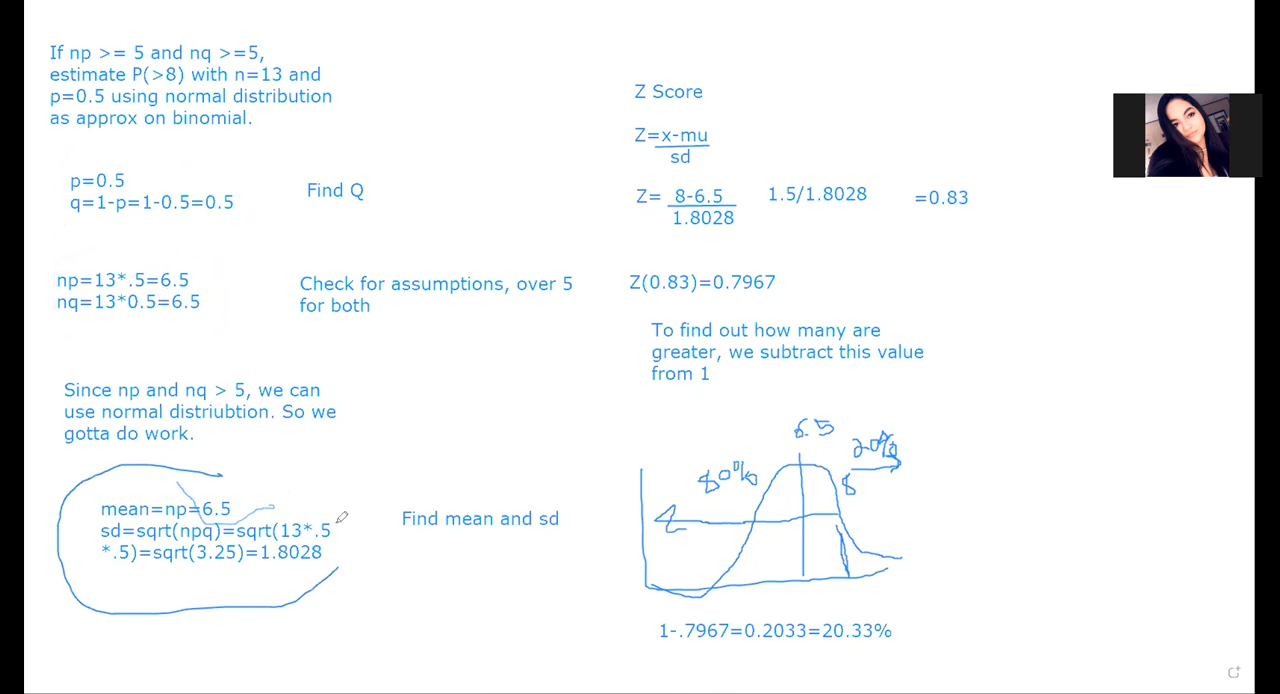 If np >= 5 and nq >=5,
estimate P(>8) with n=13 and
p=0.5 using normal distribution
as approx on binomial.
p=0.5
q=1-p=1-0.5=0.5
Find Q
np=13*.5=6.5
nq=13*0.5=6.5
Check for assumptions, over 5
for both
Since np and nq > 5, we can
use normal distriubtion. So we
gotta do work.
mean=np=6.5
sd=sqrt(npq)=sqrt(13*.5
*.5)=sqrt(3.25)=1.8028
Find mean and sd
Z Score
Z=x-mu
sd
Z= 8-6.5
1.8028
1.5/1.8028
=0.83
Z(0.83)=0.7967
To find out how many are
greater, we subtract this value
from 1
6.5
20%
80%
8
1-.7967=0.2033=20.33%